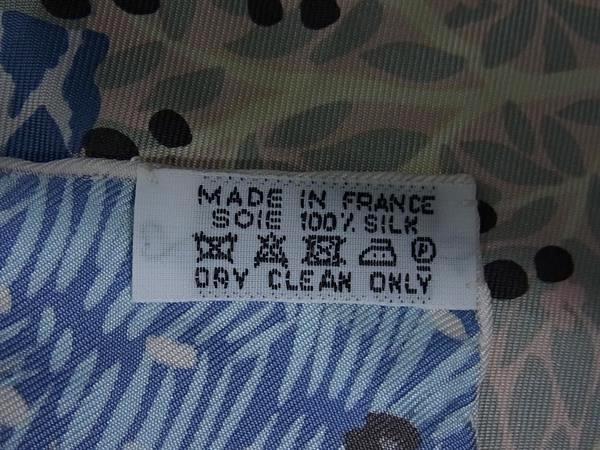 MADE IN FRANCE
SOIE 100% SILK
P
DRY CLEAN ONLY